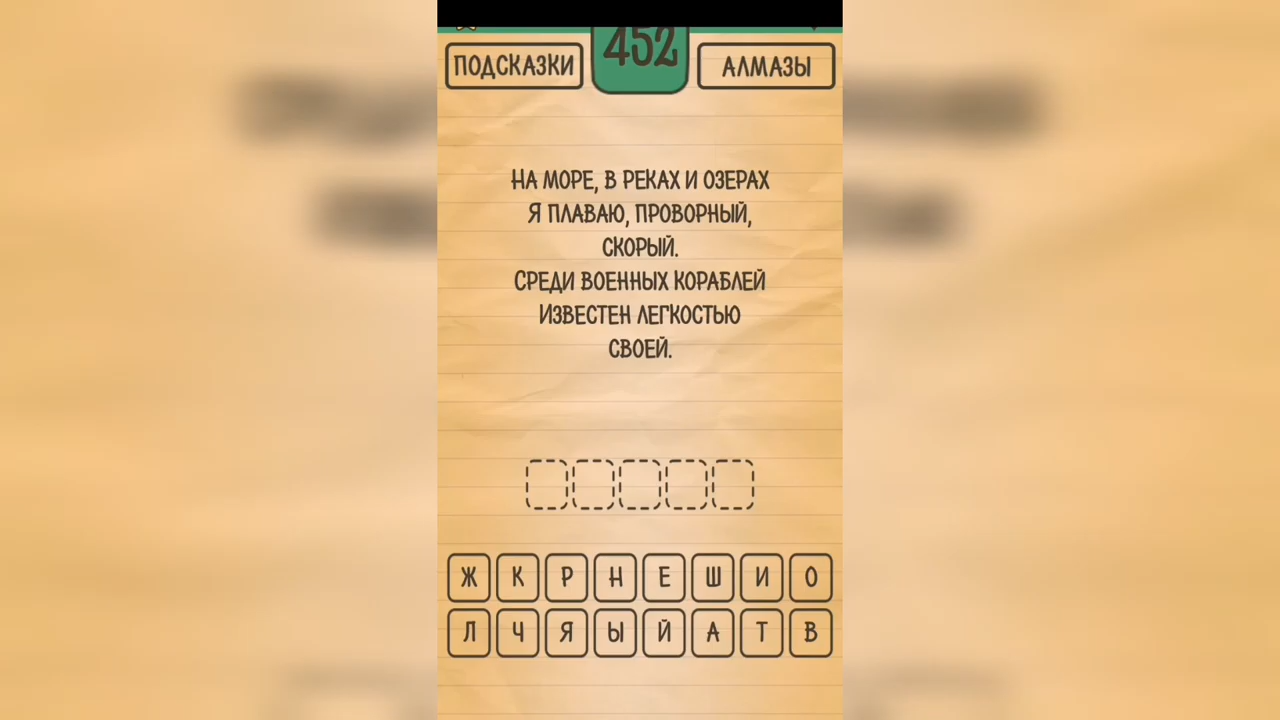 452
ПОДСКАЗКИ
АЛМАЗЫ
НА МОРЕ, В РЕКАХ И ОЗЕРАХ
Я ПЛАВАЮ, ПРОВОРНЫЙ,
СКОРЫЙ.
СРЕДИ ВОЕННЫХ КОРАБЛЕЙ
ИЗВЕСТЕН ЛЕГКОСТЬЮ
СВОЕЙ.
Ж К Р Н Е Ш И О
Л Ч Я Ы Й А Т В